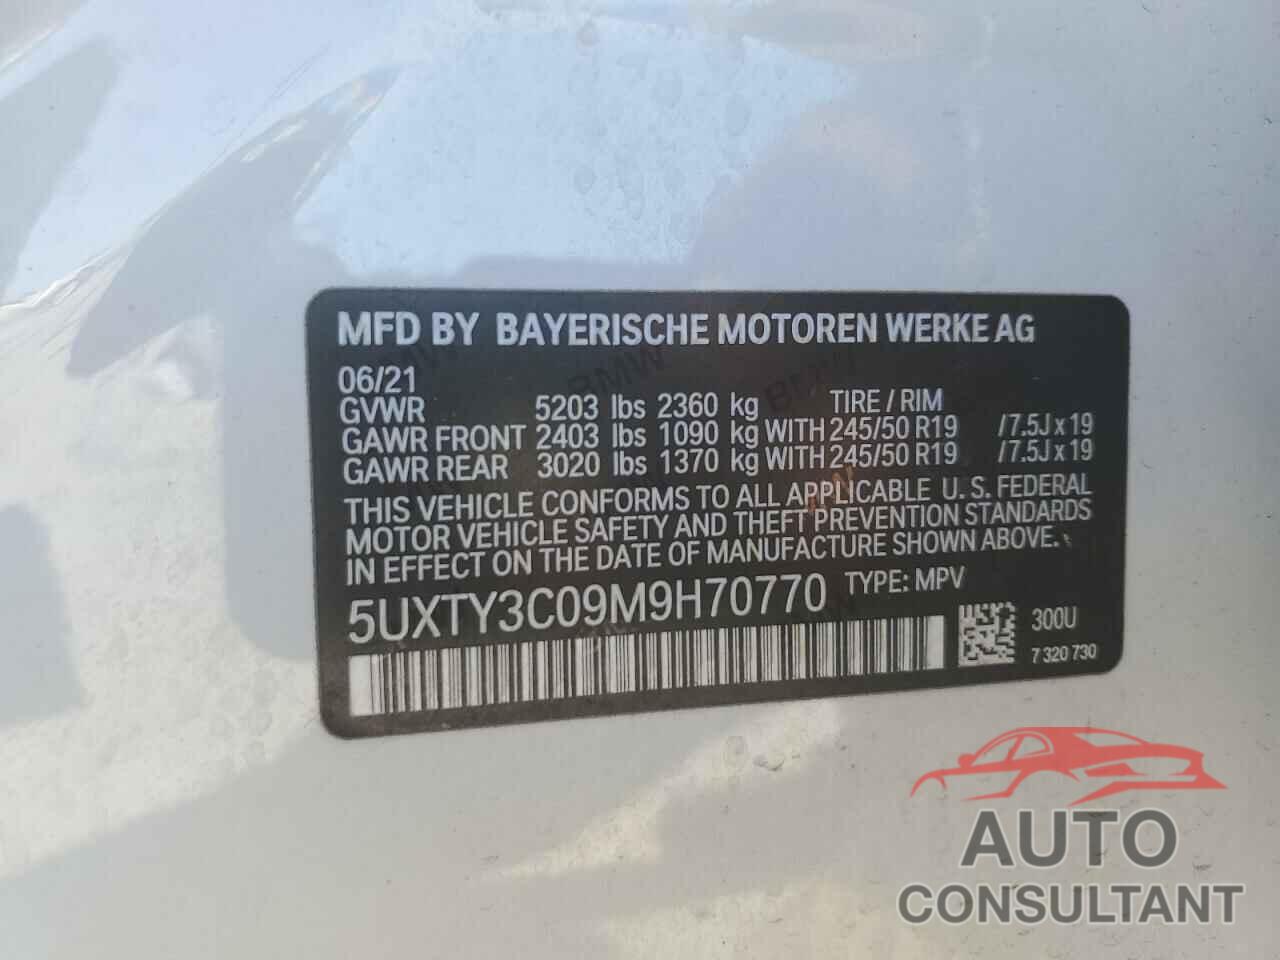 MFD BY BAYERISCHE MOTOREN WERKE AG
06/21
GVWR 5203 lbs 2360 kg TIRE / RIM
GAWR FRONT 2403 lbs 1090 kg WITH 245/50 R19 /7.5J x 19
GAWR REAR 3020 lbs 1370 kg WITH 245/50 R19 /7.5J x 19
THIS VEHICLE CONFORMS TO ALL APPLICABLE U. S. FEDERAL
MOTOR VEHICLE SAFETY AND THEFT PREVENTION STANDARDS
IN EFFECT ON THE DATE OF MANUFACTURE SHOWN ABOVE.
5UXTY3C09M9H70770 TYPE: MPV
300U
7 320 730
AUTO
CONSULTANT